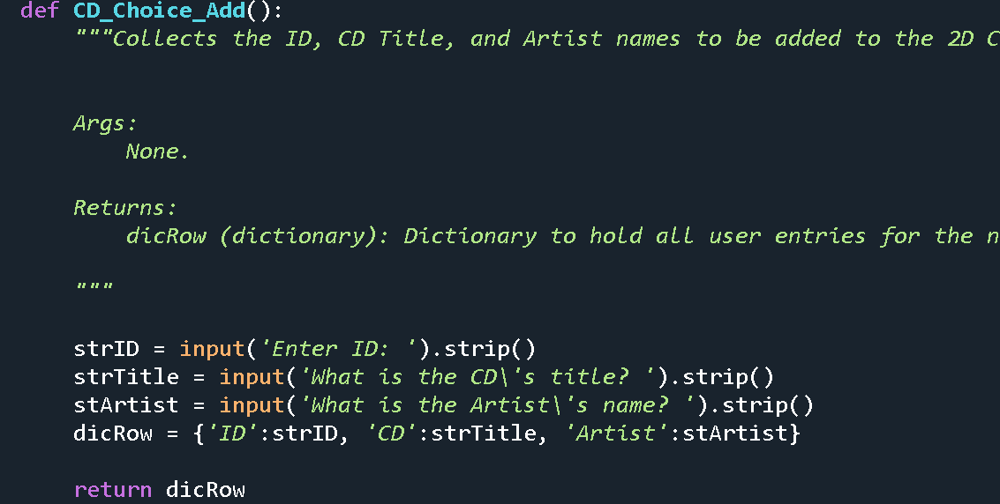 def CD_Choice_Add():
"""Collects the ID, CD Title, and Artist names to be added to the 2D C
Args:
None.
Returns:
dicRow (dictionary): Dictionary to hold all user entries for the n
"""
strID = input('Enter ID: ').strip()
strTitle = input('What is the CD\'s title? ').strip()
stArtist = input('What is the Artist\'s name? ').strip()
dicRow = {'ID':strID, 'CD':strTitle, 'Artist':stArtist}
return dicRow